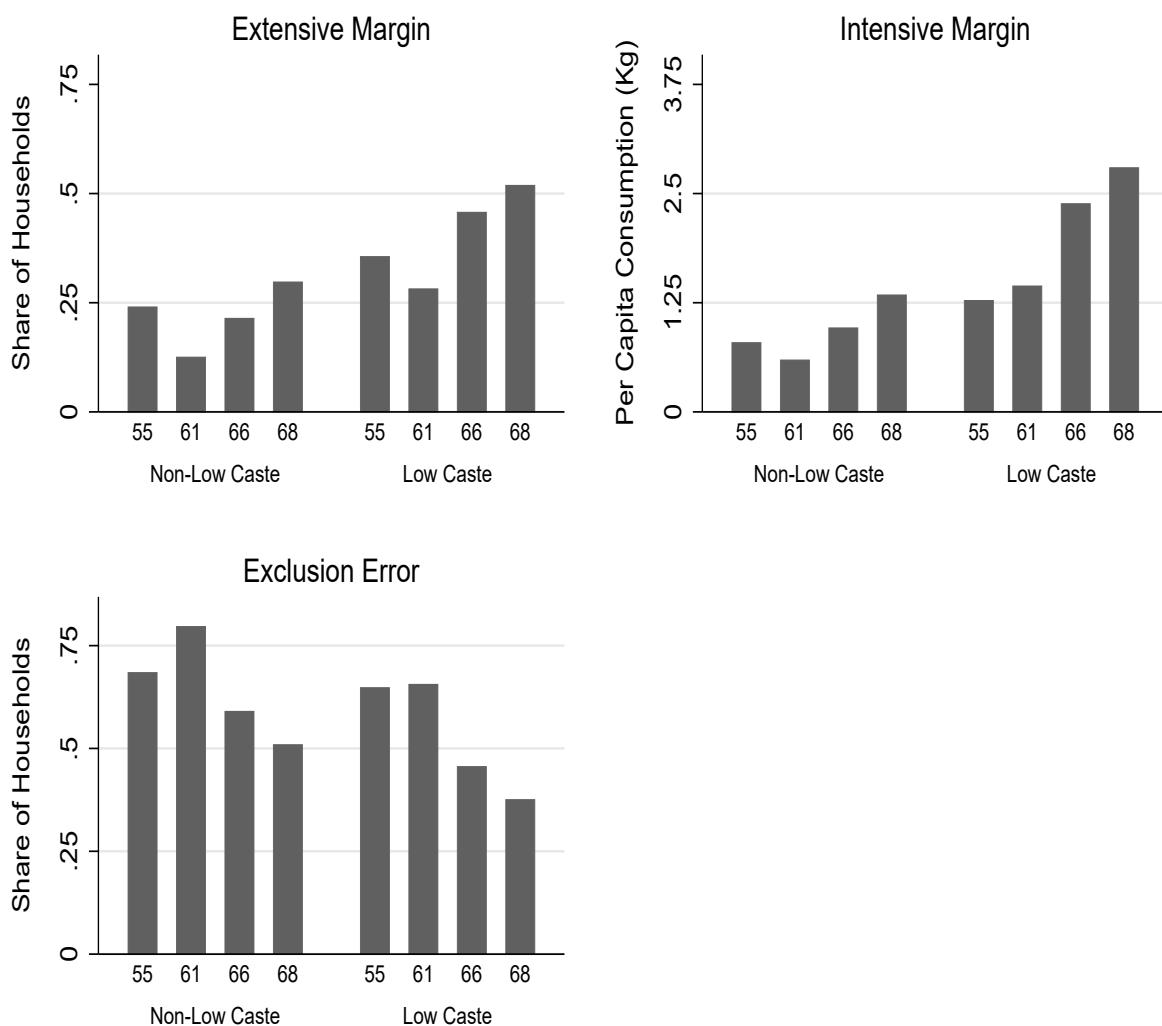 Extensive Margin
Share of Households
.75
.5
.25
0
55 61 66 68 55 61 66 68
Non-Low Caste Low Caste
Intensive Margin
Per Capita Consumption (Kg)
3.75
2.5
1.25
0
55 61 66 68 55 61 66 68
Non-Low Caste Low Caste
Exclusion Error
Share of Households
.75
.5
.25
0
55 61 66 68 55 61 66 68
Non-Low Caste Low Caste